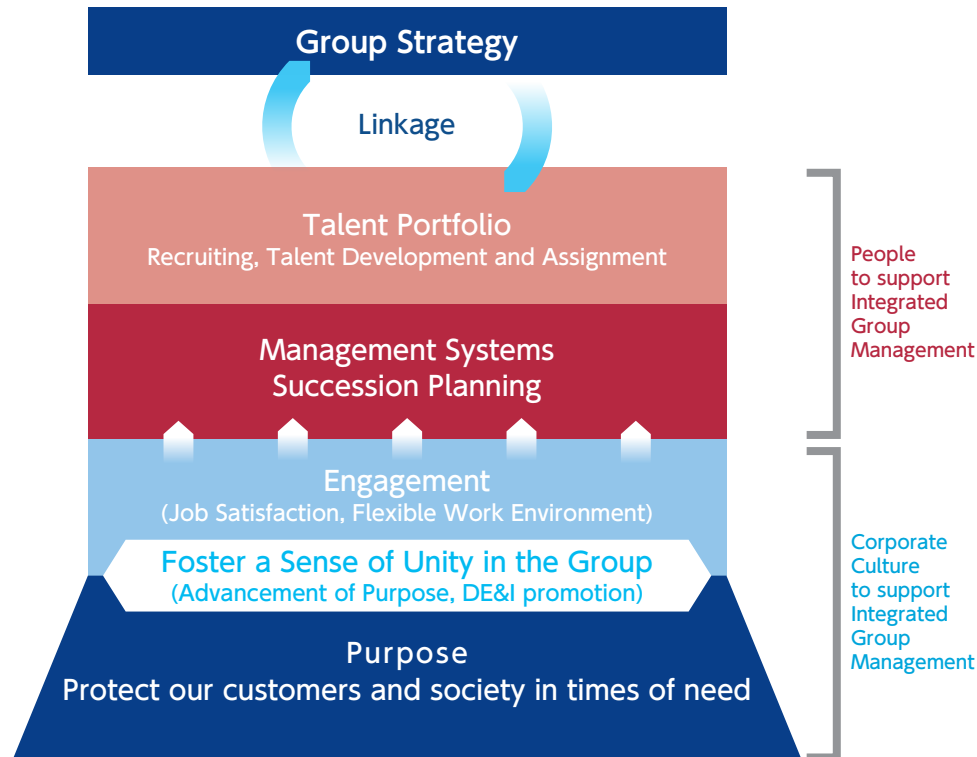 Group Strategy
Linkage
Talent Portfolio
Recruiting, Talent Development and Assignment
Management Systems
Succession Planning
People
to support
Integrated
Group
Management
Engagement
(Job Satisfaction, Flexible Work Environment)
Foster a Sense of Unity in the Group
(Advancement of Purpose, DE&I promotion)
Purpose
Protect our customers and society in times of need
Corporate
Culture
to support
Integrated
Group
Management